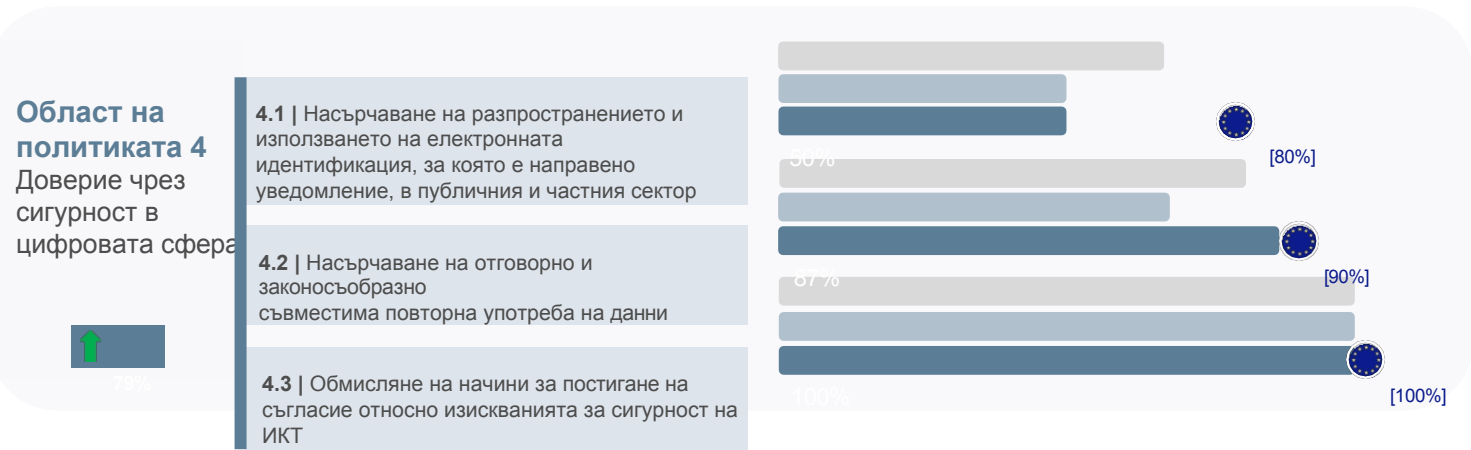 Област на
политиката 4
Доверие чрез
сигурност в
цифровата сфера
79%
4.1 | Насърчаване на разпространението и
използването на електронната
идентификация, за която е направено
уведомление, в публичния и частния сектор
50%
[80%]
4.2 | Насърчаване на отговорно и
законосъобразно
съвместима повторна употреба на данни
87%
[90%]
4.3 | Обмисляне на начини за постигане на
съгласие относно изискванията за сигурност на
ИКТ
100%
[100%]